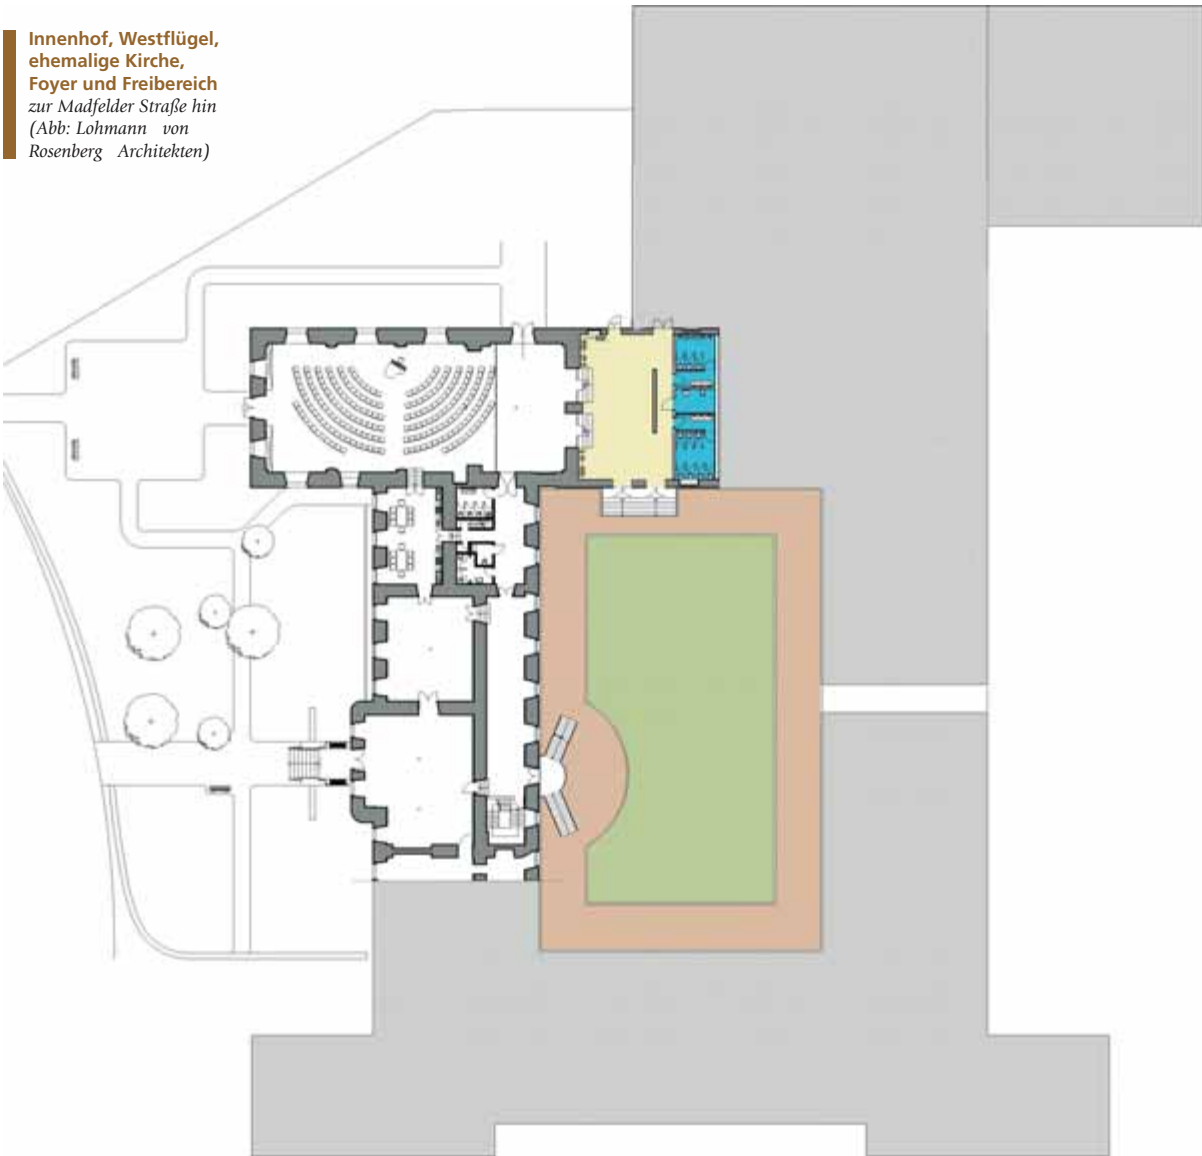 Innenhof, Westflügel,
ehemalige Kirche,
Foyer und Freibereich
zur Madfelder Straße hin
(Abb: Lohmann von
Rosenberg Architekten)